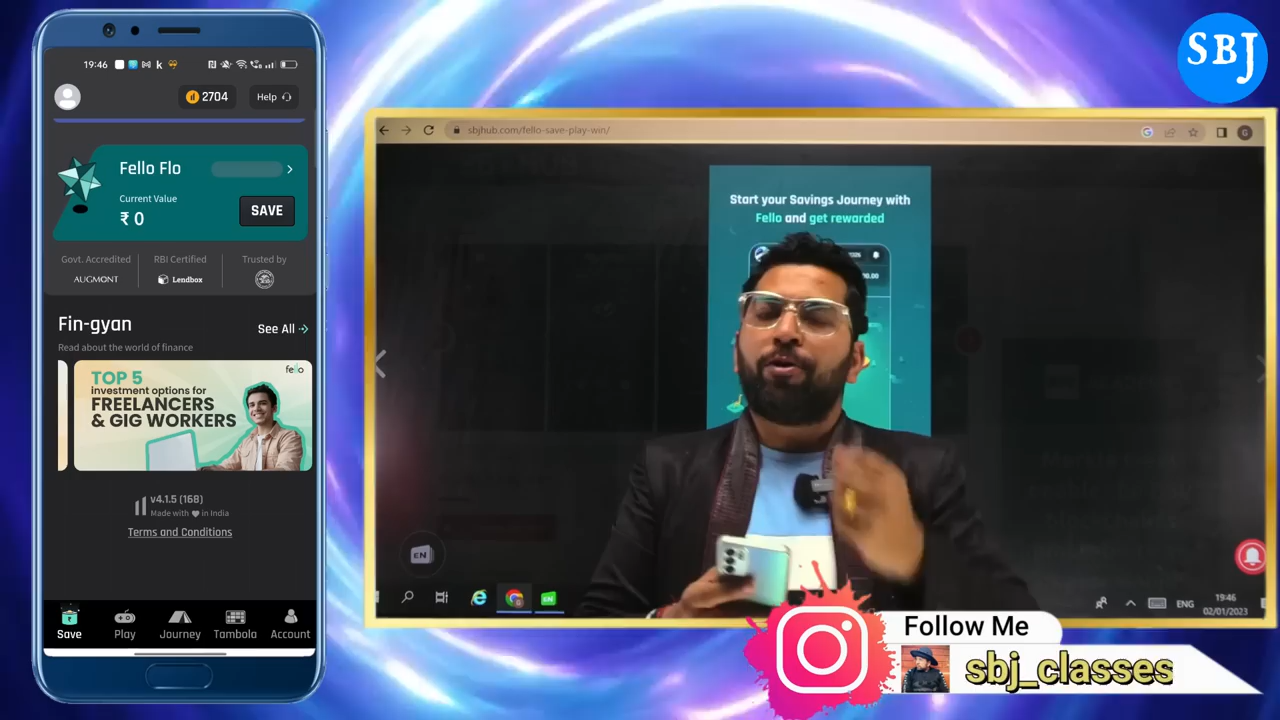 19:46
2704
Help
Fello Flo
Current Value
₹ 0
SAVE
Govt. Accredited
RBI Certified
Trusted by
AUGMONT
Lendbox
Fin-gyan
See All
Read about the world of finance
fello
TOP 5
investment options for
FREELANCERS
& GIG WORKERS
v4.1.5 (168)
Made with ♥ in India
Terms and Conditions
Save
Play
Journey
Tambola
Account
SBJ
sbjhub.com/fello-save-play-win/
G
Start your Savings Journey with
Fello and get rewarded
EN
ENG
19:46
02/01/2023
Follow Me
sbj_classes